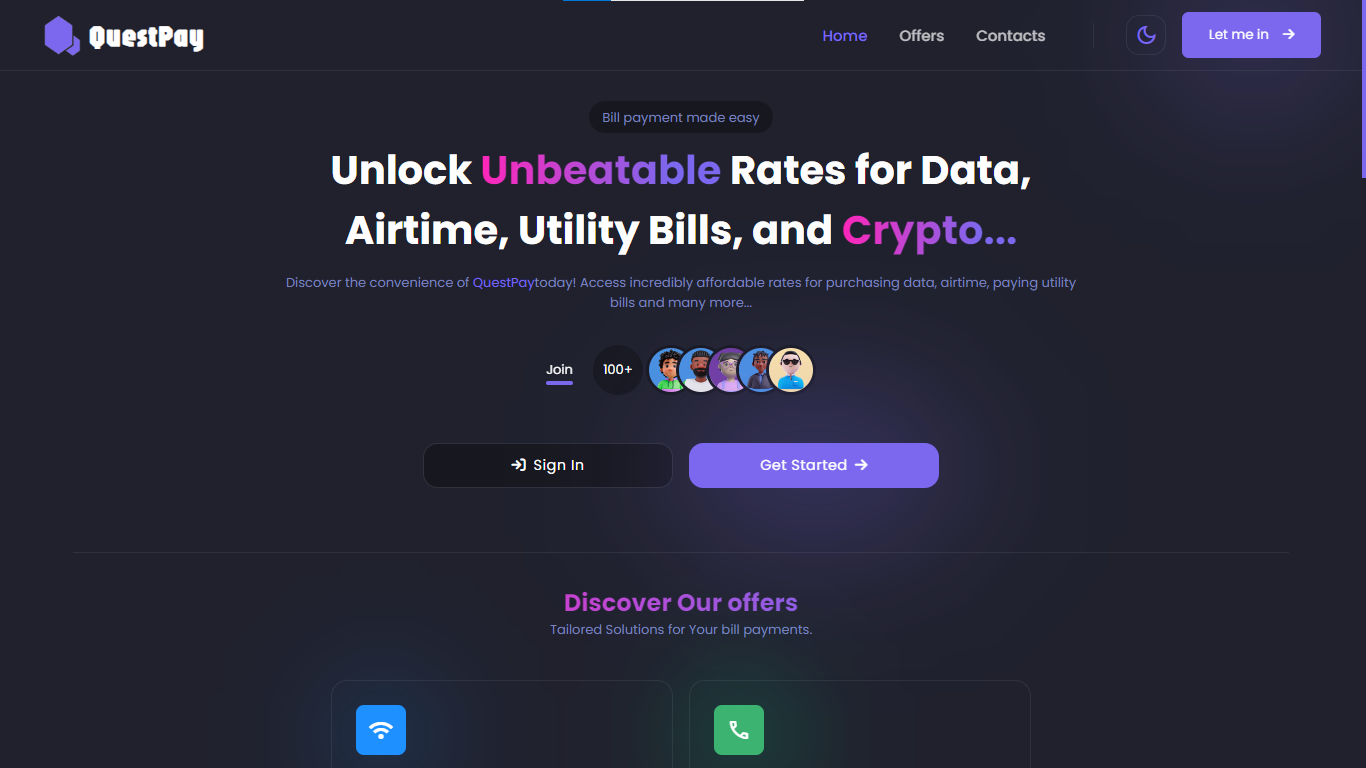 QuestPay
Home
Offers
Contacts
Let me in
Bill payment made easy
Unlock Unbeatable Rates for Data,
Airtime, Utility Bills, and Crypto...
Discover the convenience of QuestPaytoday! Access incredibly affordable rates for purchasing data, airtime, paying utility
bills and many more...
Join
100+
Sign In
Get Started
Discover Our offers
Tailored Solutions for Your bill payments.